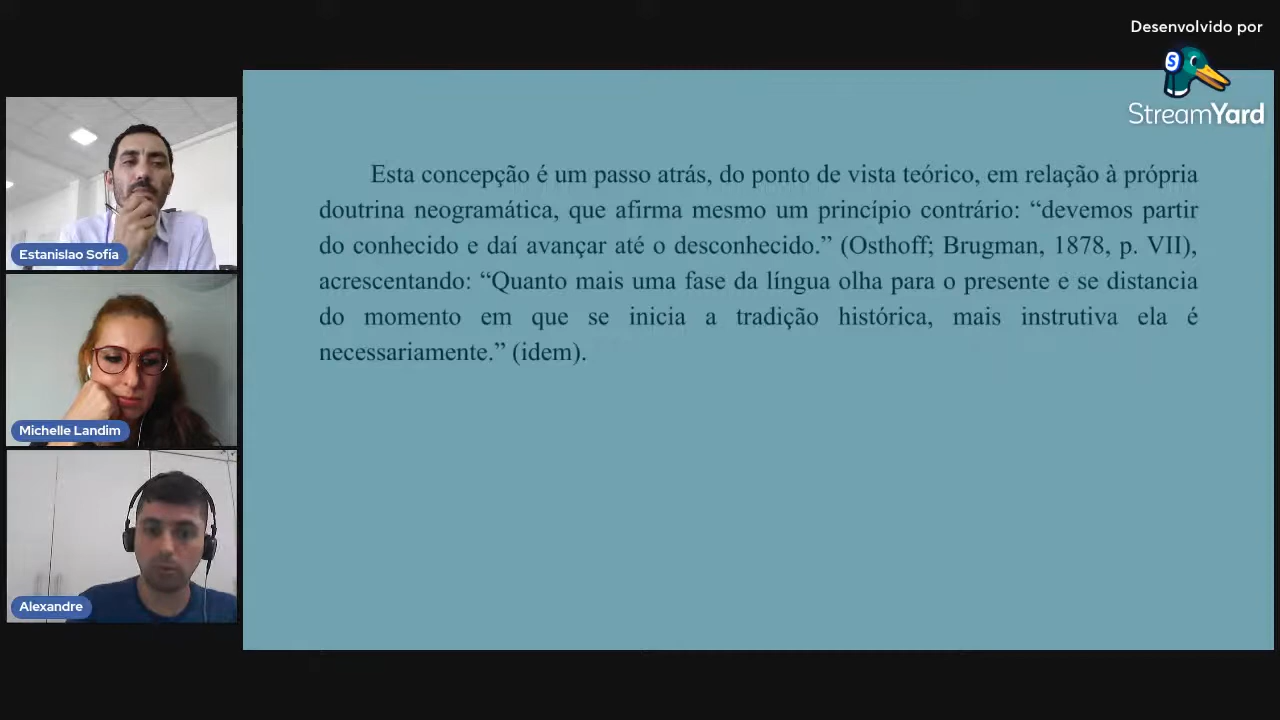 Desenvolvido por
StreamYard
Esta concepção é um passo atrás, do ponto de vista teórico, em relação à própria
doutrina neogramática, que afirma mesmo um princípio contrário: “devemos partir
do conhecido e daí avançar até o desconhecido.” (Osthoff; Brugman, 1878, p. VII),
acrescentando: “Quanto mais uma fase da língua olha para o presente e se distancia
do momento em que se inicia a tradição histórica, mais instrutiva ela é
necessariamente.” (idem).
Estanislao Sofía
Michelle Landim
Alexandre